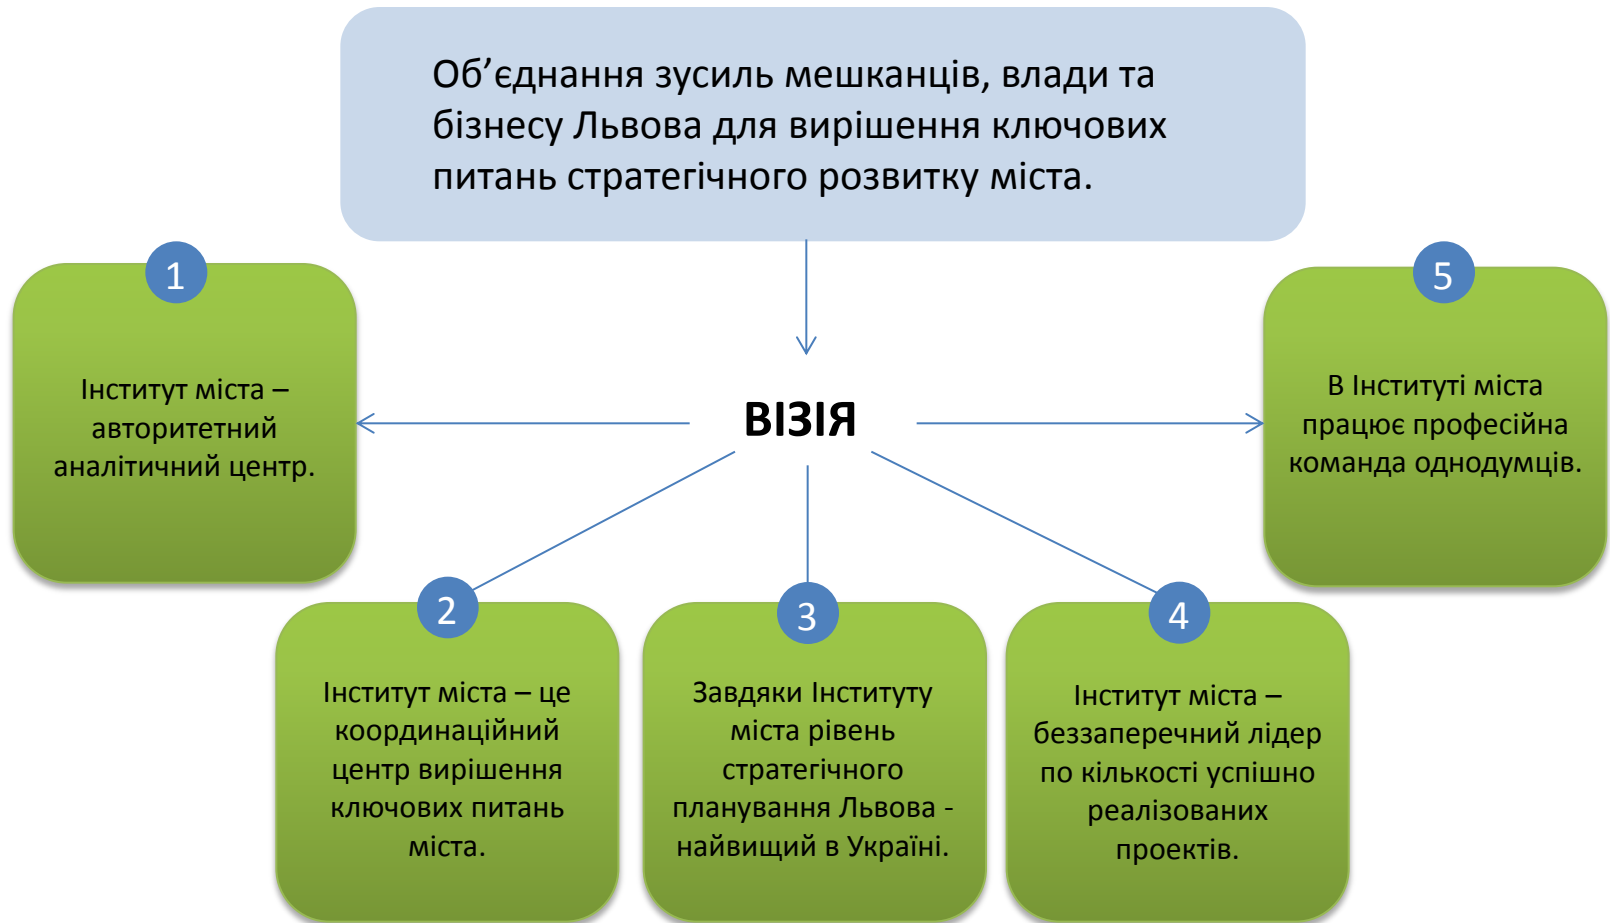 Об’єднання зусиль мешканців, влади та
бізнесу Львова для вирішення ключових
питань стратегічного розвитку міста.
ВІЗІЯ
1
Інститут міста –
авторитетний
аналітичний центр.
2
Інститут міста – це
координаційний
центр вирішення
ключових питань
міста.
3
Завдяки Інституту
міста рівень
стратегічного
планування Львова -
найвищий в Україні.
4
Інститут міста –
беззаперечний лідер
по кількості успішно
реалізованих
проектів.
5
В Інституті міста
працює професійна
команда однодумців.